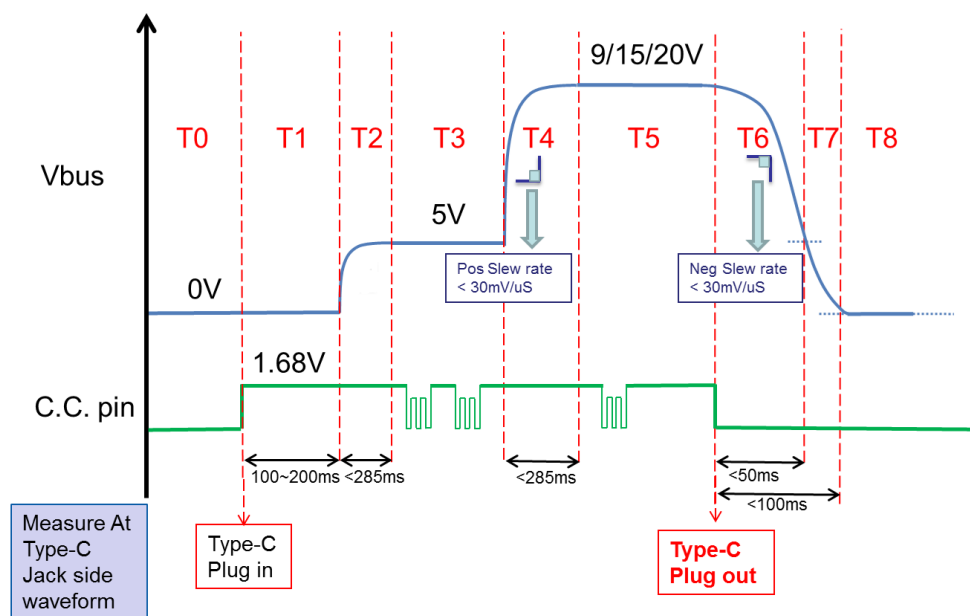 9/15/20V
T0
T1
T2
T3
T4
T5
T6
T7
T8
Vbus
5V
Pos Slew rate
< 30mV/uS
Neg Slew rate
< 30mV/uS
0V
1.68V
C.C. pin
100~200ms
<285ms
<285ms
<50ms
<100ms
Measure At
Type-C
Jack side
waveform
Type-C
Plug in
Type-C
Plug out